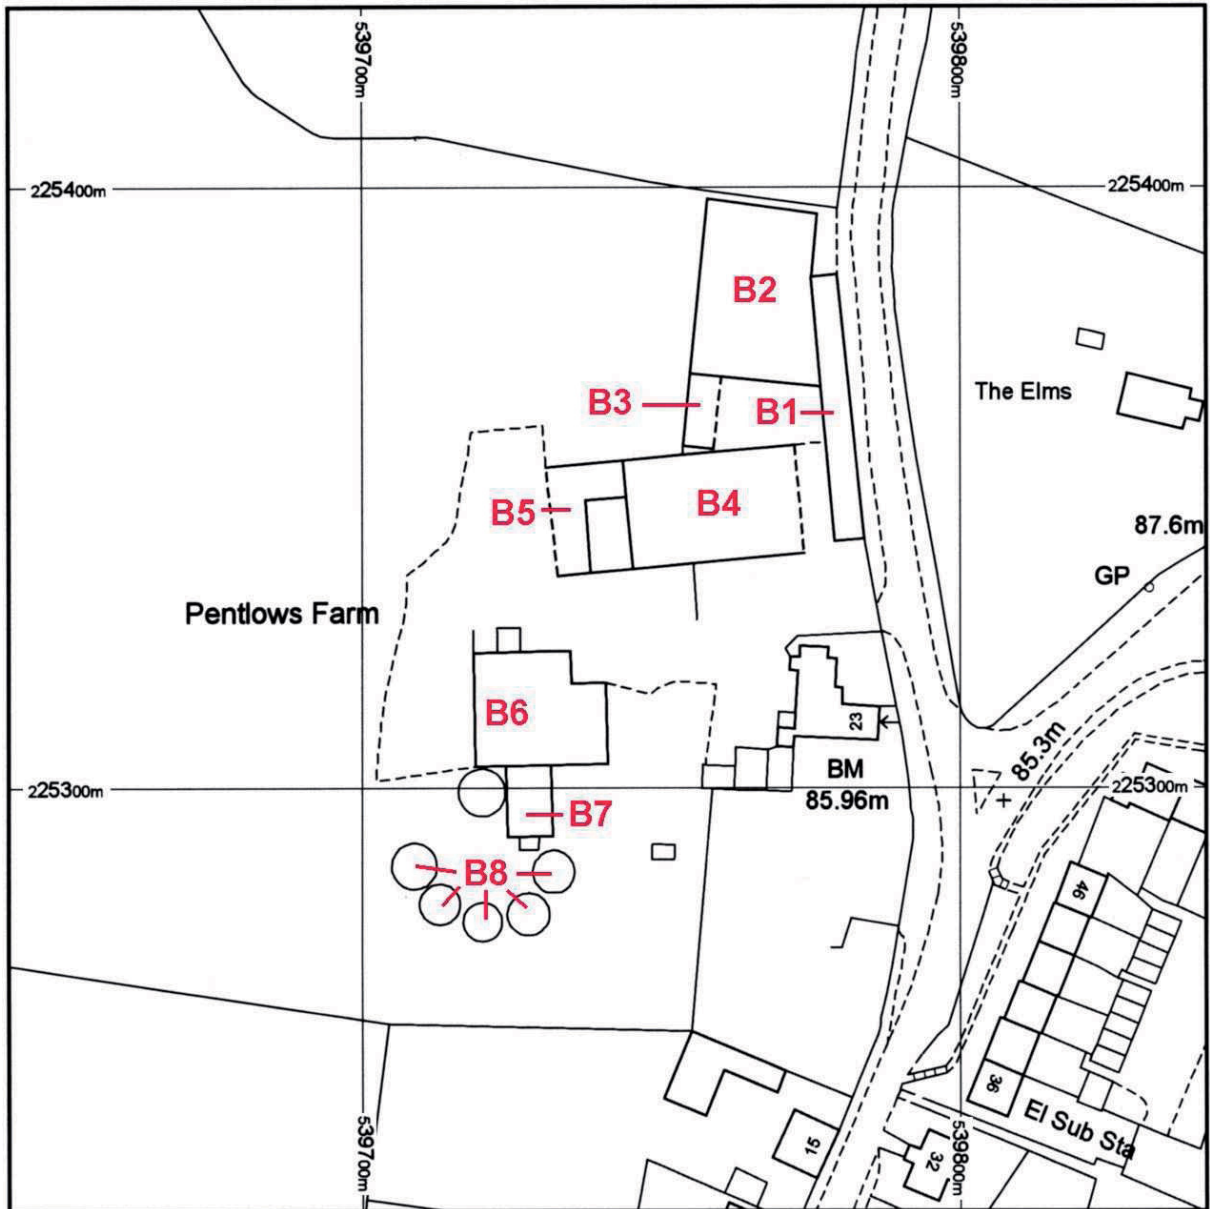 539700m
539800m
225400m
225400m
B2
The Elms
B3
B1
B5
B4
87.6m
GP
Pentlows Farm
B6
23
85.3m
BM
85.96m
225300m
225300m
B7
B8
46
36
El Sub Sta
539700m
539800m
15
32